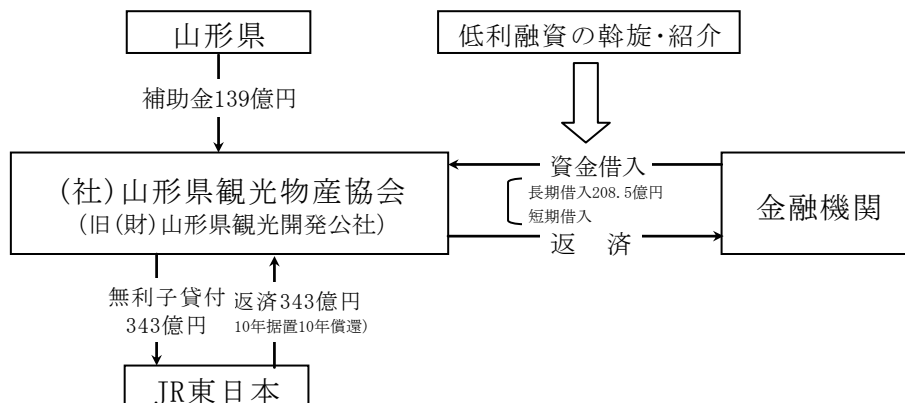 山形県
低利融資の斡旋・紹介
補助金139億円
(社)山形県観光物産協会
(旧(財)山形県観光開発公社)
資金借入
長期借入208.5億円
短期借入
返　済
金融機関
無利子貸付
343億円
返済343億円
10年据置10年償還)
JR東日本